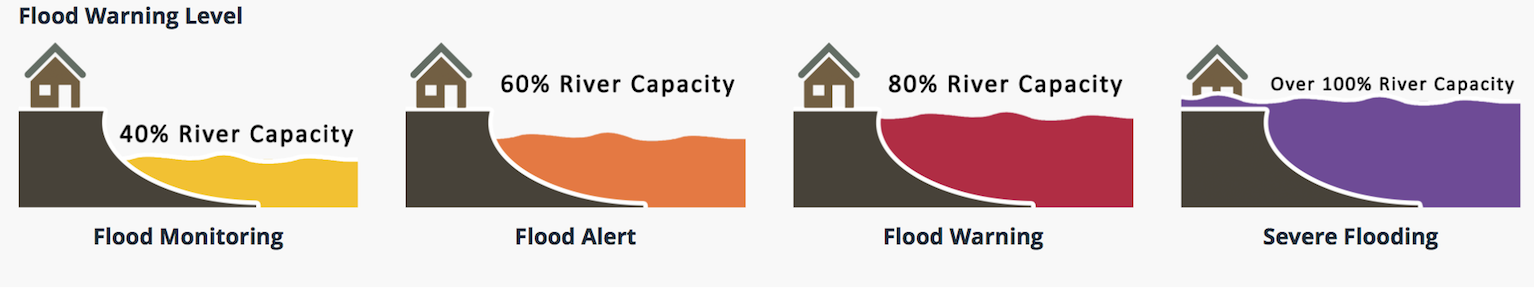 Flood Warning Level
40% River Capacity
60% River Capacity
80% River Capacity
Over 100% River Capacity
Flood Monitoring
Flood Alert
Flood Warning
Severe Flooding